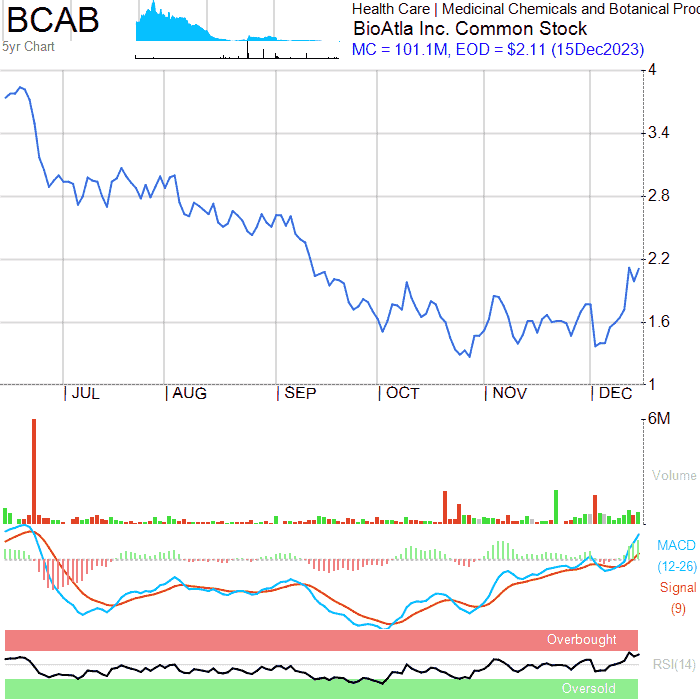 BCAB
5yr Chart
Health Care | Medicinal Chemicals and Botanical Proc
BioAtla Inc. Common Stock
MC = 101.1M, EOD = $2.11 (15Dec2023)
4
3.4
2.8
2.2
1.6
1
| JUL | AUG | SEP | OCT | NOV | DEC
6M
Volume
MACD
(12-26)
Signal
(9)
Overbought
RSI(14)
Oversold